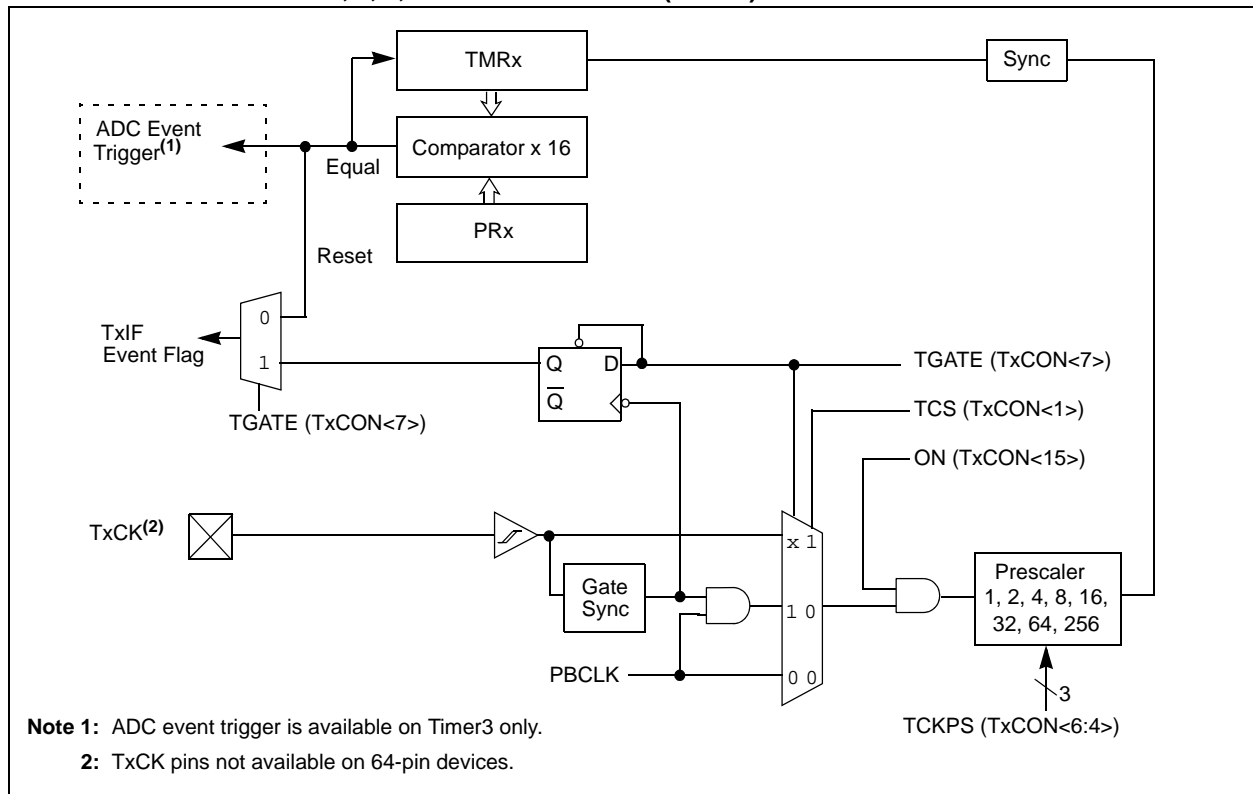 TMRx
Sync
ADC Event
Trigger(1)
Equal
Comparator x 16
PRx
Reset
0
TxIF
Event Flag
1
Q D
Q
TGATE (TxCON<7>)
TGATE (TxCON<7>)
TCS (TxCON<1>)
ON (TxCON<15>)
TxCK(2)
x 1
Gate
Sync
1 0
Prescaler
1, 2, 4, 8, 16,
32, 64, 256
PBCLK
0 0
3
TCKPS (TxCON<6:4>)
Note 1: ADC event trigger is available on Timer3 only.
2: TxCK pins not available on 64-pin devices.